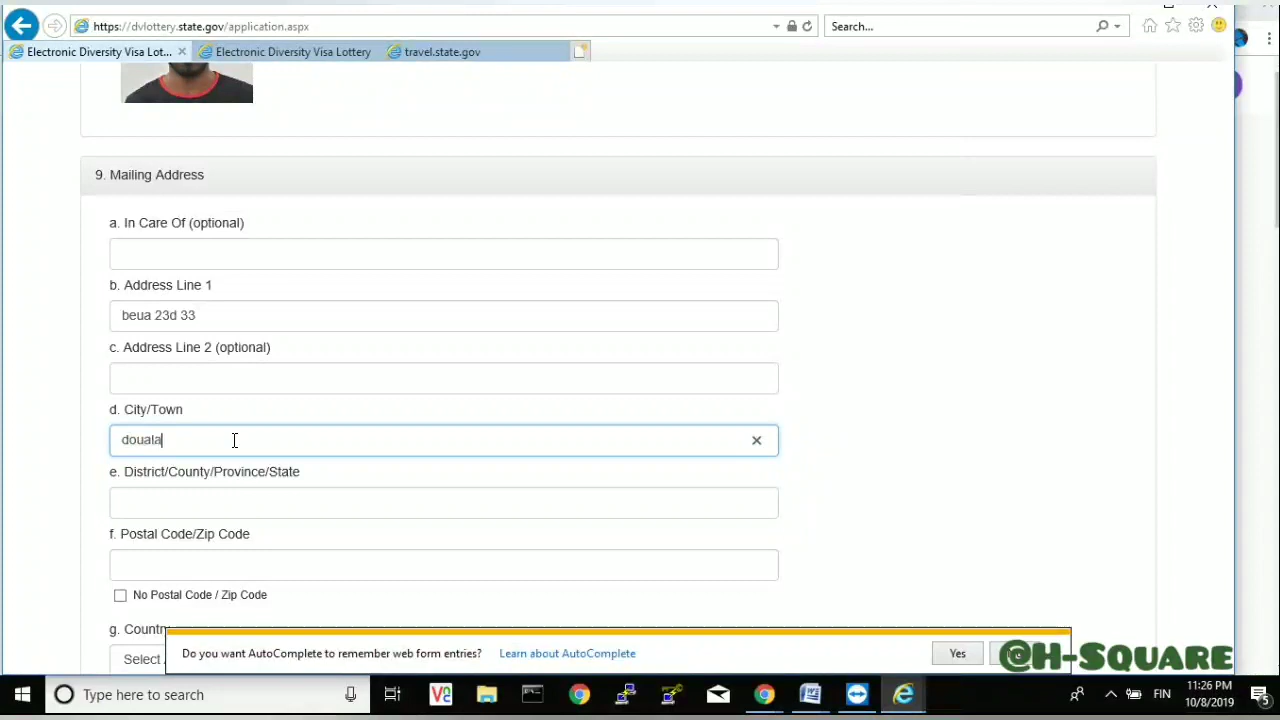 https://dvlottery.state.gov/application.aspx
Search...
Electronic Diversity Visa Lot...
Electronic Diversity Visa Lottery
travel.state.gov
9. Mailing Address
a. In Care Of (optional)
b. Address Line 1
beua 23d 33
c. Address Line 2 (optional)
d. City/Town
douala
e. District/County/Province/State
f. Postal Code/Zip Code
No Postal Code / Zip Code
g. Countr
Select
Do you want AutoComplete to remember web form entries?
Learn about AutoComplete
Yes
@H-SQUARE
Type here to search
FIN
11:26 PM
10/8/2019
5